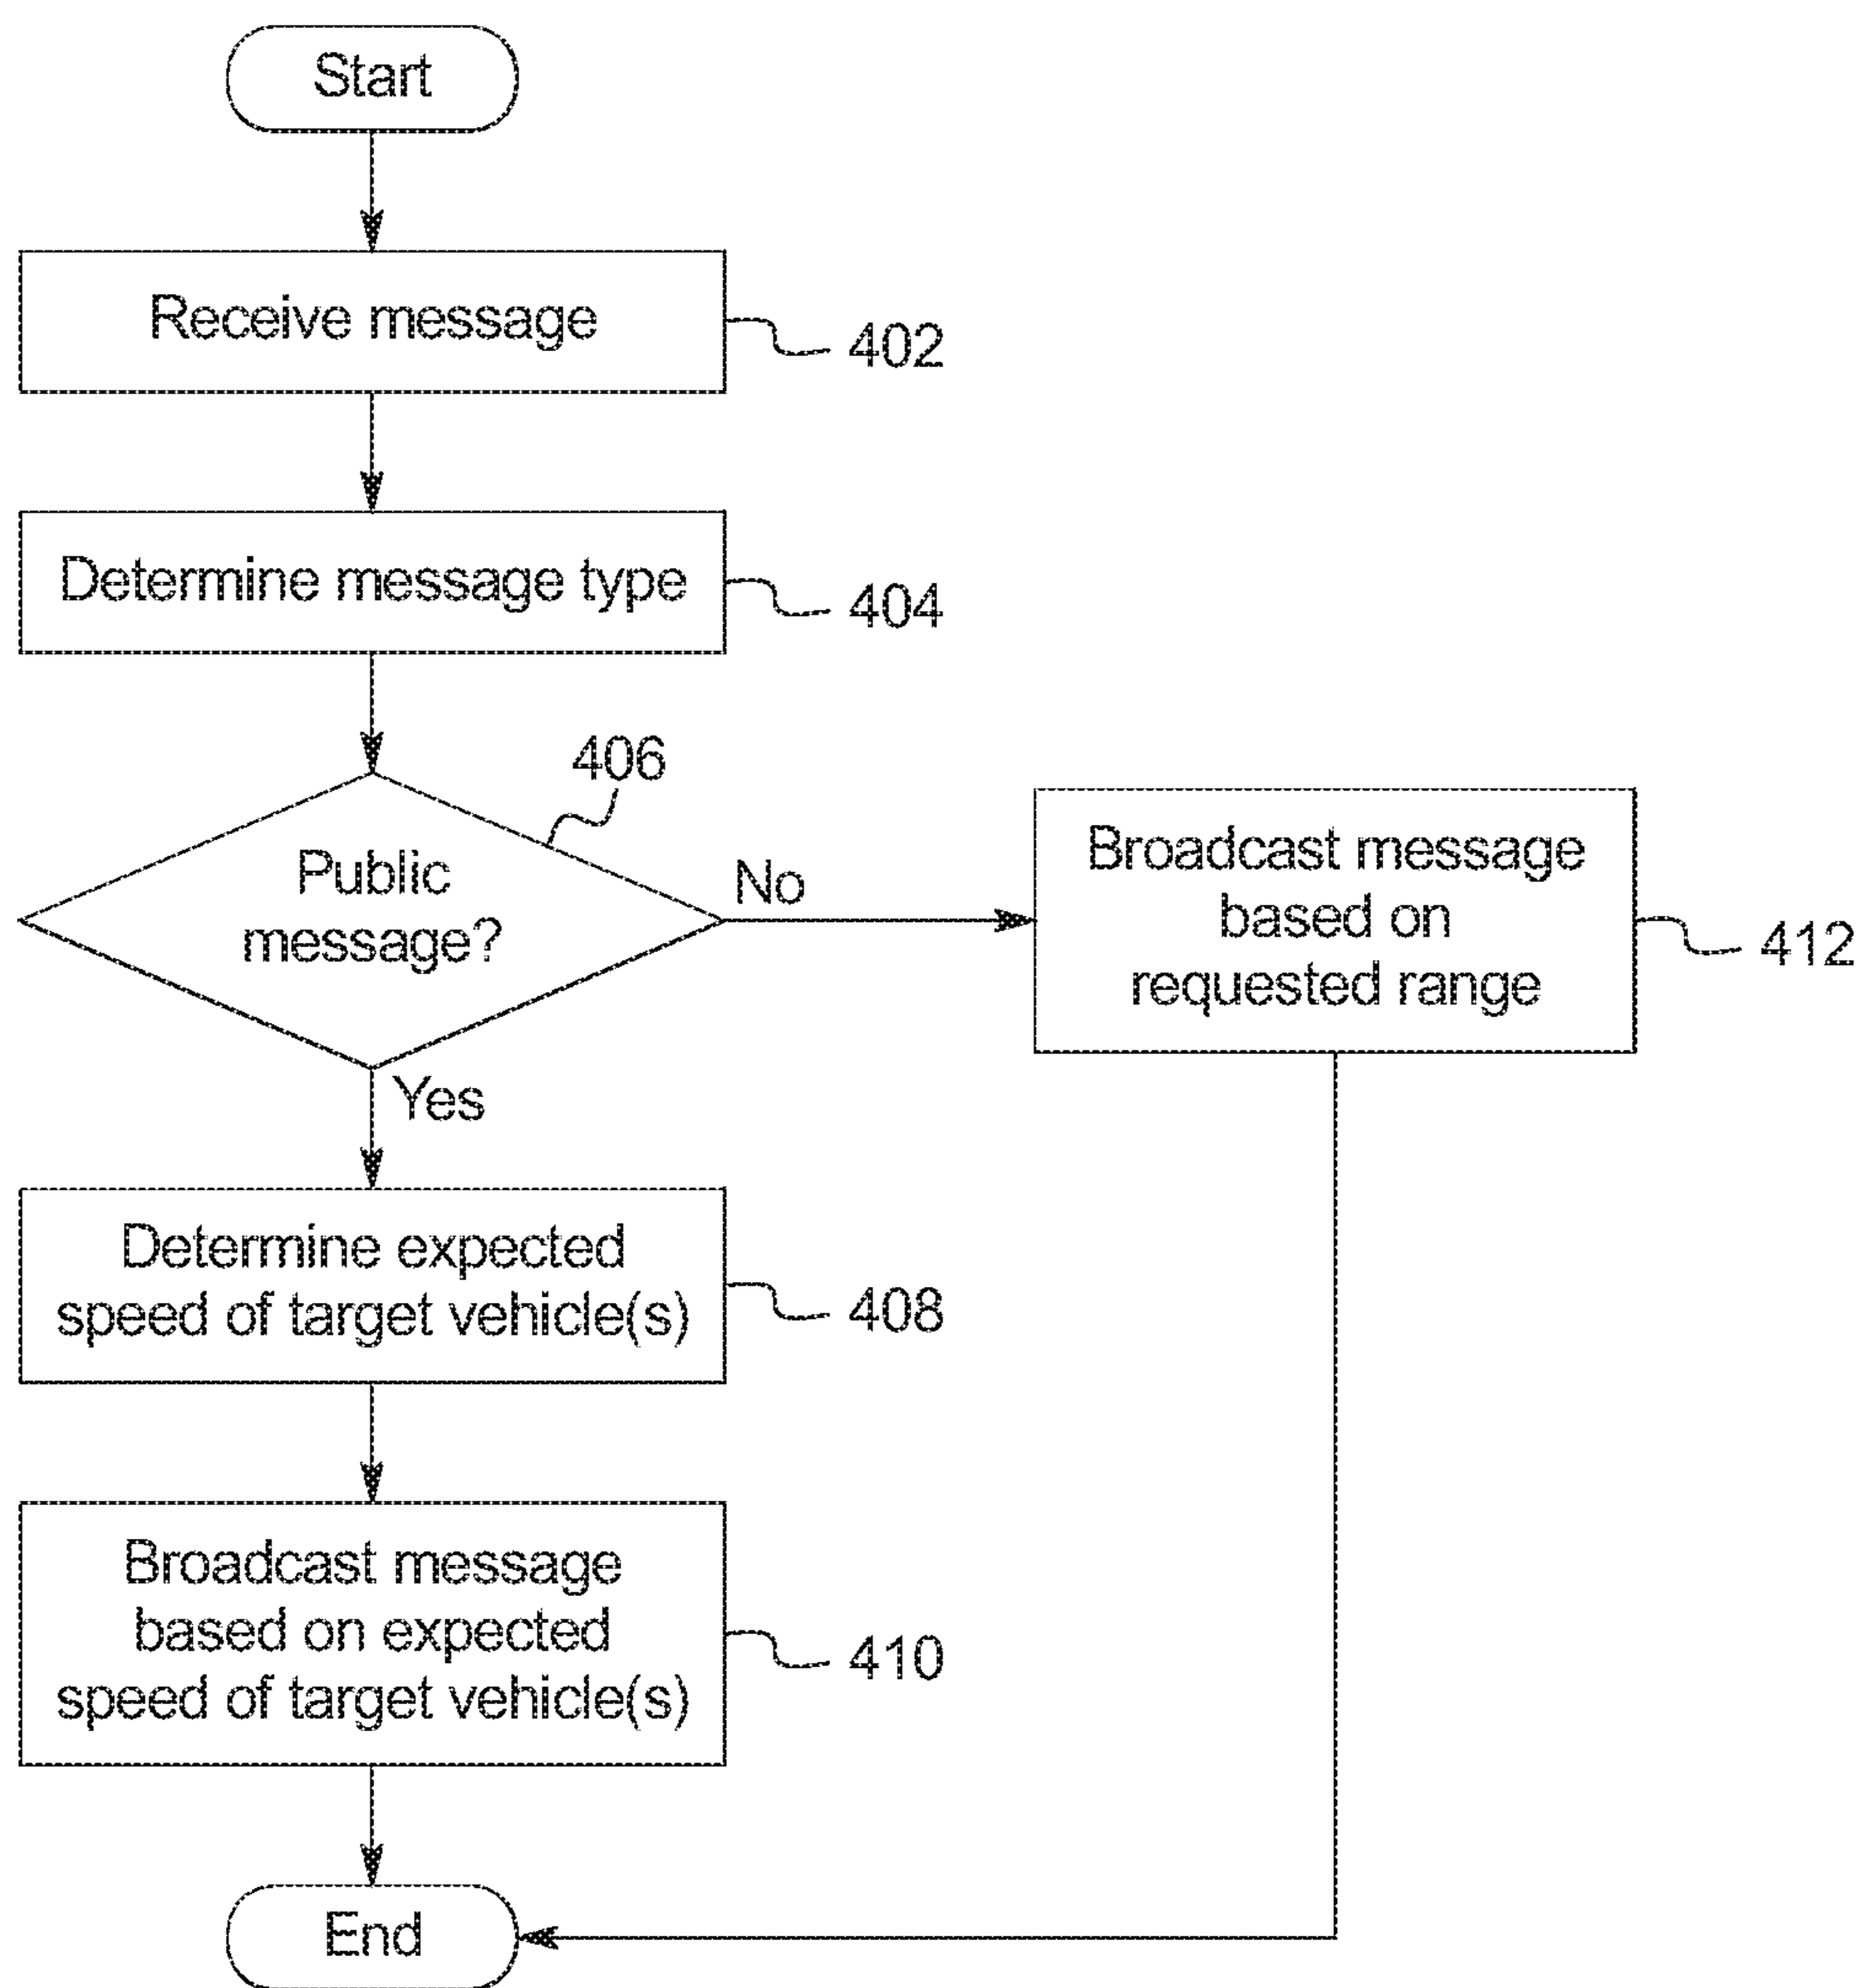 Start
Receive message
402
Determine message type
404
406
Public
message?
No
Yes
Broadcast message
based on
requested range
412
Determine expected
speed of target vehicle(s)
408
Broadcast message
based on expected
speed of target vehicle(s)
410
End